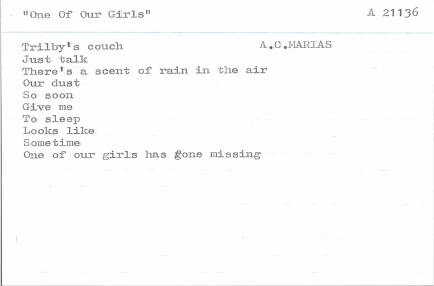 "One Of Our Girls" A 21136
Trilby's couch A.C.MARIAS
Just talk
There's a scent of rain in the air
Our dust
So soon
Give me
To sleep
Looks like
Sometime
One of our girls has gone missing